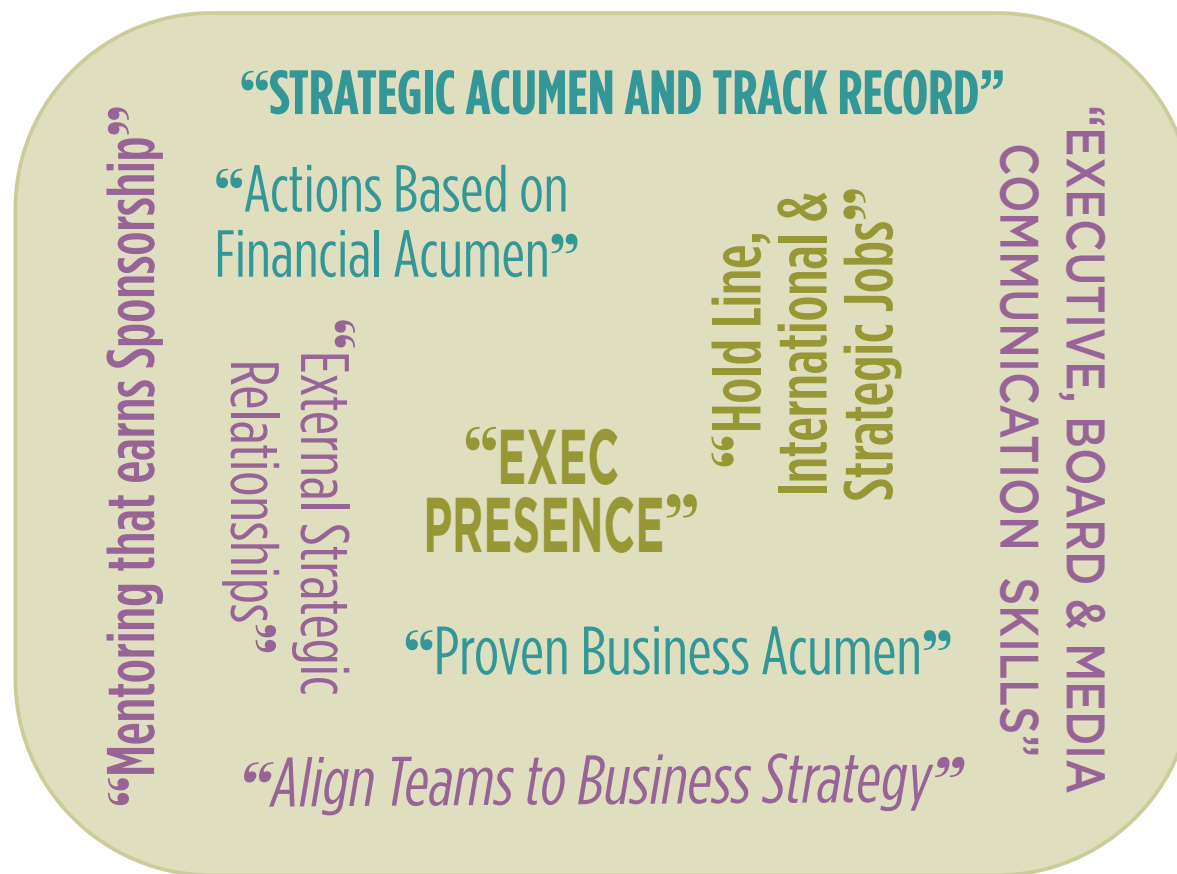 “STRATEGIC ACUMEN AND TRACK RECORD”
“Mentoring that earns Sponsorship”
“Actions Based on
Financial Acumen”
“Hold Line,
International &
Strategic Jobs”
“EXECUTIVE, BOARD & MEDIA
COMMUNICATION SKILLS”
“External Strategic
Relationships”
“EXEC
PRESENCE”
“Proven Business Acumen”
“Align Teams to Business Strategy”